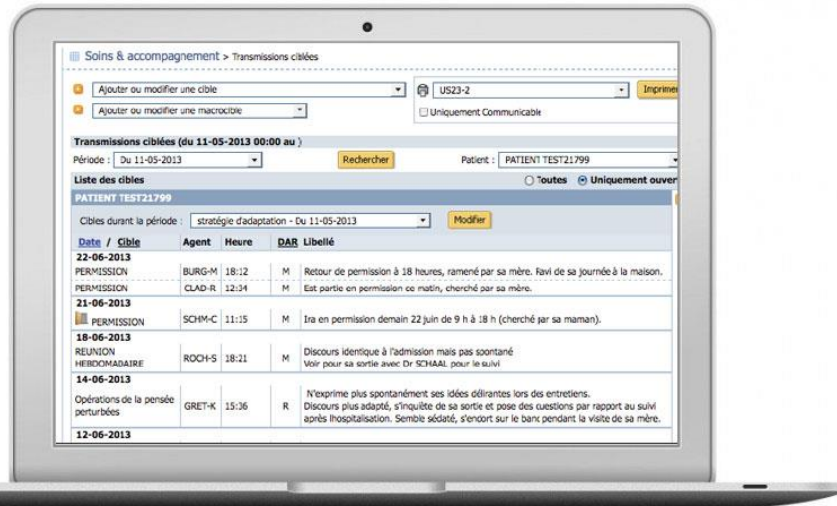 Soins & accompagnement > Transmissions ciblées
Ajouter ou modifier une cible
US23-2
Imprimer
Ajouter ou modifier une macrocible
Uniquement Communicable
Transmissions ciblées (du 11-05-2013 00:00 au )
Période : Du 11-05-2013
Rechercher
Patient : PATIENT TEST21799
Liste des cibles
Toutes
Uniquement ouver
PATIENT TEST21799
Cibles durant la période : stratégie d'adaptation - Du 11-05-2013
Modifier
Date / Cible Agent Heure DAR Libellé
22-06-2013
PERMISSION BURG-M 18:12 M Retour de permission à 18 heures, ramené par sa mère. Ravi de sa journée à la maison.
PERMISSION CLAD-R 12:34 M Est partie en permission ce matin, cherché par sa mère.
21-06-2013
PERMISSION SCHM-C 11:15 M Ira en permission demain 22 juin de 9 h à 18 h (cherché par sa maman).
18-06-2013
REUNION HEBDOMADAIRE ROCH-S 18:21 M Discours identique à l'admission mais pas spontané
Voir pour sa sortie avec Dr SCHAAL pour le suivi
14-06-2013
Opérations de la pensée perturbées GRET-K 15:36 R N'exprime plus spontanément ses idées délirantes lors des entretiens.
Discours plus adapté, s'inquiète de sa sortie et pose des questions par rapport au suivi
après lhospitalisation. Semble sédaté, s'endort sur le banc pendant la visite de sa mère.
12-06-2013